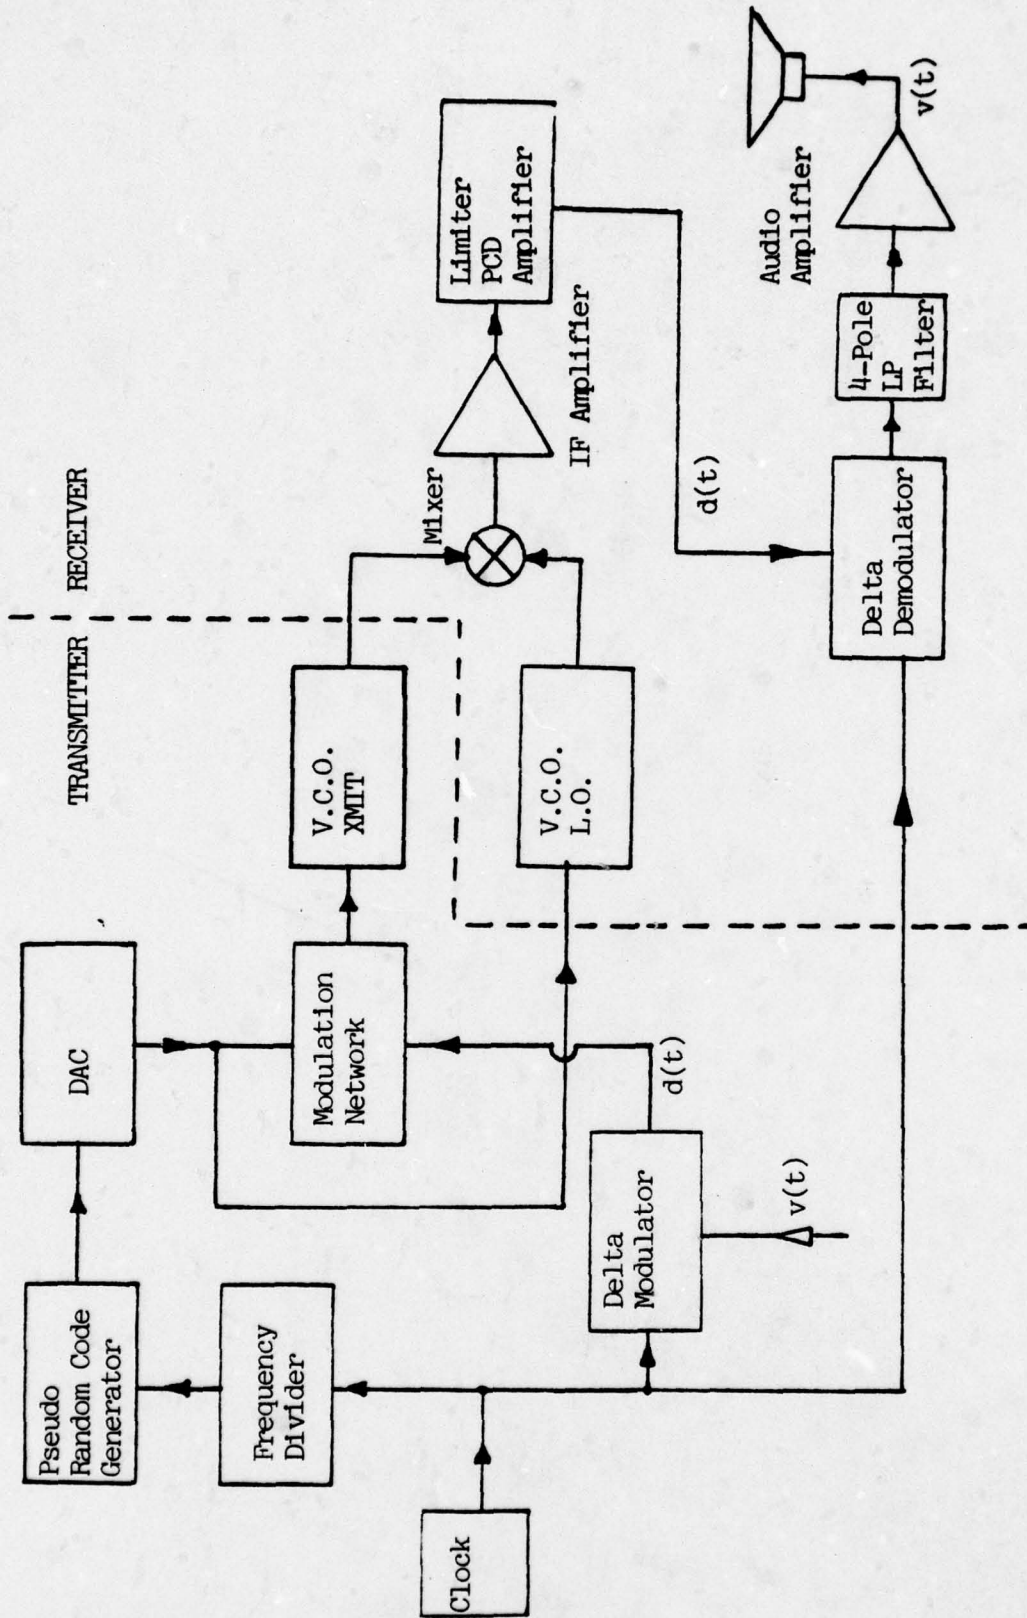 TRANSMITTER
RECEIVER
Pseudo
Random Code
Generator
DAC
Frequency
Divider
Modulation
Network
V.C.O.
XMIT
Mixer
Limiter
PCD
Amplifier
IF Amplifier
Clock
V.C.O.
L.O.
d(t)
Delta
Modulator
d(t)
v(t)
Delta
Demodulator
4-Pole
LP
Filter
Audio
Amplifier
v(t)